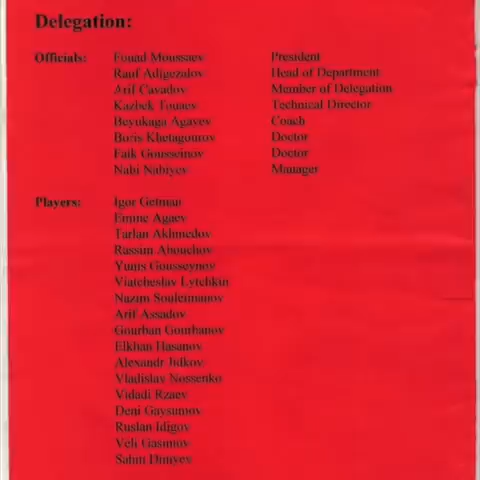 Delegation:
Officials: Fouad Moussaev President
Rauf Adigezalov Head of Department
Arif Cavadov Member of Delegation
Kazbek Touaev Technical Director
Beyukaga Agayev Coach
Boris Khetagourov Doctor
Faik Gousseinov Doctor
Nabi Nabiyev Manager
Players: Igor Getman
Emine Agaev
Tarlan Akhmedov
Rassim Abouchov
Yunis Gousseynov
Viatcheslav Lytchkin
Nazim Souleimanov
Arif Assadov
Gourban Gourbanov
Elkhan Hasanov
Alexandr Jidkov
Vladislav Nossenko
Vidadi Rzaev
Deni Gaysumov
Ruslan Idigov
Veli Gasimov